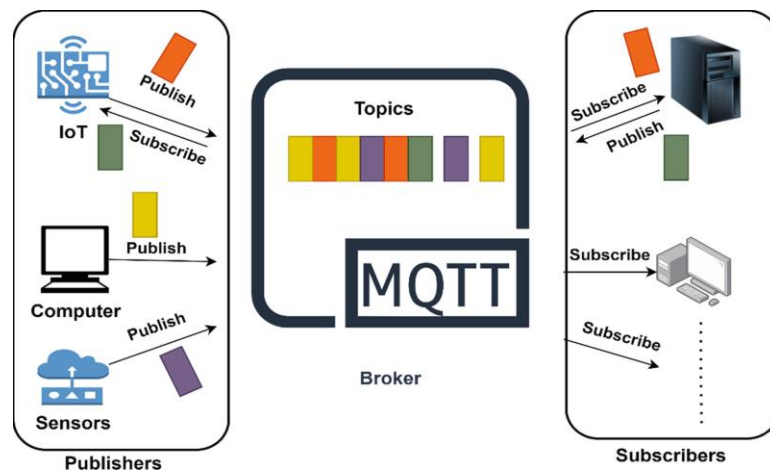 Publish
IoT
Subscribe
Publish
Computer
Publish
Sensors
Publishers
Topics
MQTT
Broker
Subscribe
Publish
Subscribe
Subscribe
Subscribers